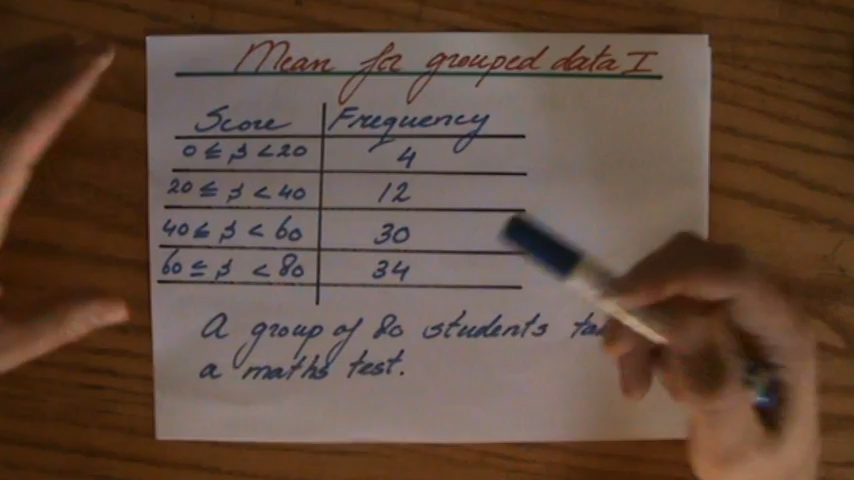 Mean for grouped data I
Score Frequency
0 ≤ s < 20 4
20 ≤ s < 40 12
40 ≤ s < 60 30
60 ≤ s < 80 34
A group of 80 students
a maths test.